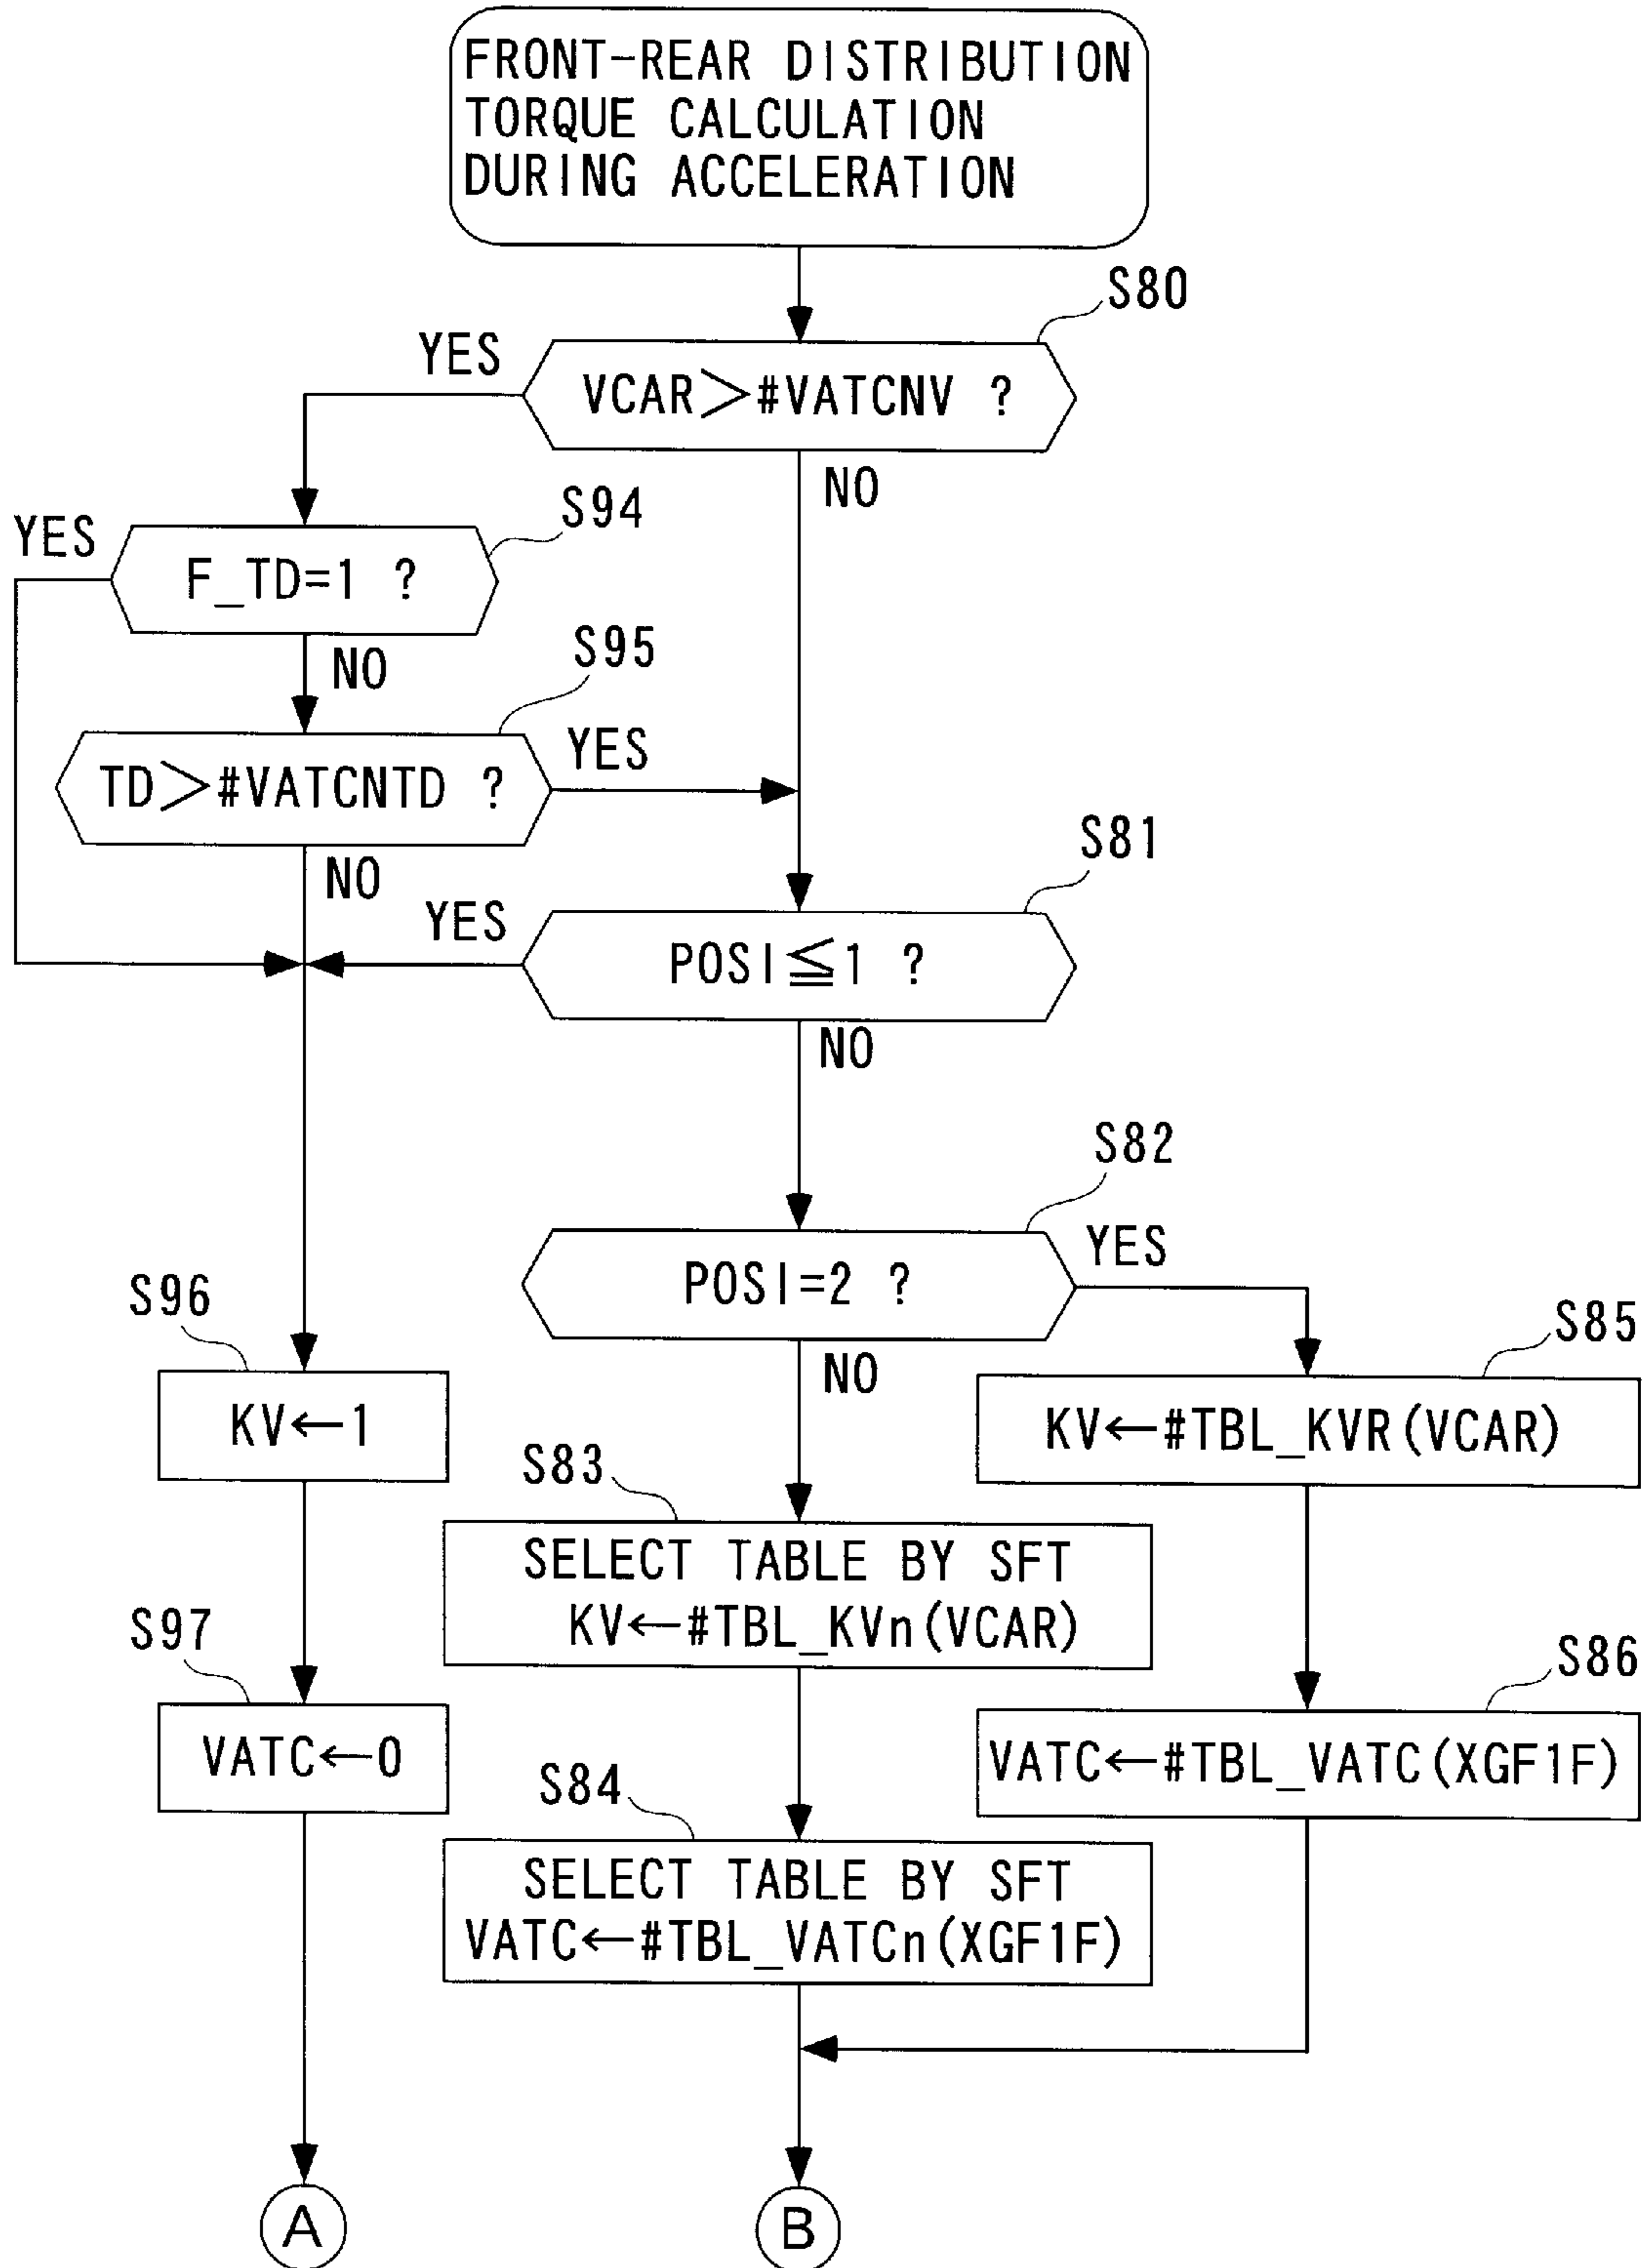 FRONT-REAR DISTRIBUTION
TORQUE CALCULATION
DURING ACCELERATION
S80
YES
VCAR>#VATCNV ?
NO
S94
YES
F_TD=1 ?
NO
S95
TD>#VATCNTD ?
YES
NO
S81
YES
POSI≦1 ?
NO
S82
POSI=2 ?
YES
NO
S96
KV←1
S85
KV←#TBL_KVR(VCAR)
S83
SELECT TABLE BY SFT
KV←#TBL_KVn(VCAR)
S97
VATC←0
S86
VATC←#TBL_VATC(XGF1F)
S84
SELECT TABLE BY SFT
VATC←#TBL_VATCn(XGF1F)
A
B